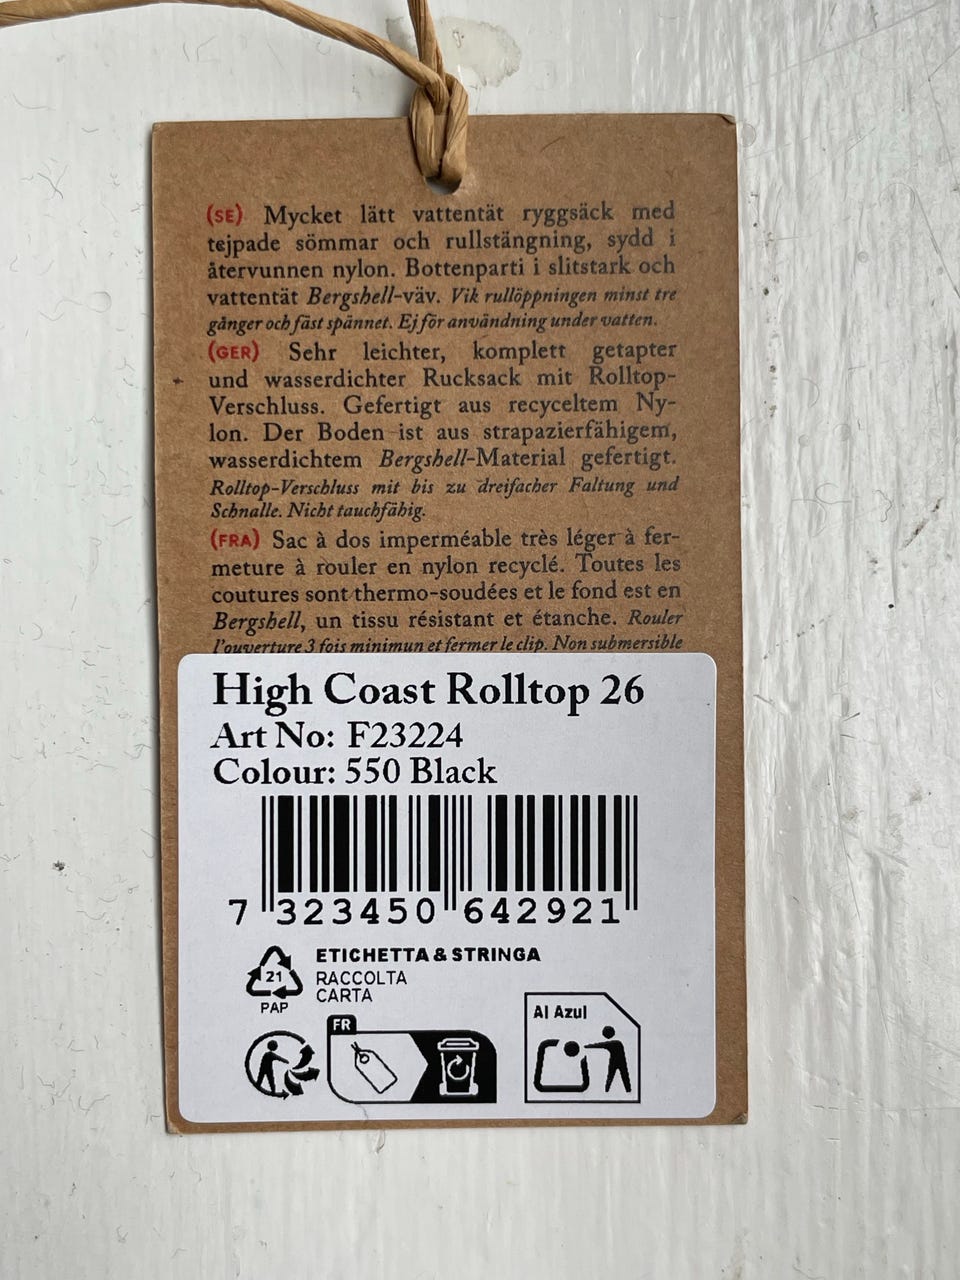 (SE) Mycket lätt vattentät ryggsäck med
tejpade sömmar och rullstängning, sydd i
återvunnen nylon. Bottenparti i slitstark och
vattentät Bergshell-väv. Vik rullöppningen minst tre
gånger och fäst spännet. Ej för användning under vatten.
(GER) Sehr leichter, komplett getapter
und wasserdichter Rucksack mit Rolltop-
Verschluss. Gefertigt aus recyceltem Ny-
lon. Der Boden ist aus strapazierfähigem,
wasserdichtem Bergshell-Material gefertigt.
Rolltop-Verschluss mit bis zu dreifacher Faltung und
Schnalle. Nicht tauchfähig.
(FRA) Sac à dos imperméable très léger à fer-
meture à rouler en nylon recyclé. Toutes les
coutures sont thermo-soudées et le fond est en
Bergshell, un tissu résistant et étanche. Rouler
l'ouverture 3 fois minimun et fermer le clip. Non submersible
High Coast Rolltop 26
Art No: F23224
Colour: 550 Black
7 323450 642921
ETICHETTA & STRINGA
RACCOLTA
CARTA
21
PAP
FR
Al Azul